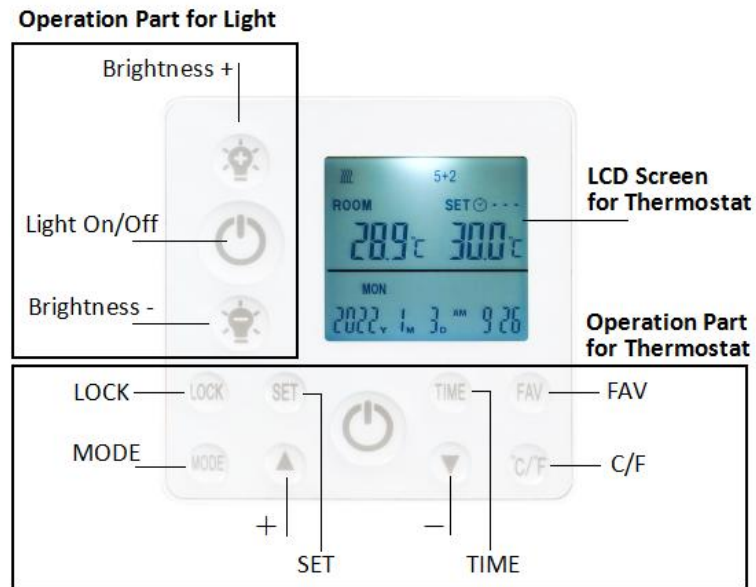 Operation Part for Light
Brightness +
Light On/Off
Brightness -
5+2
ROOM SET - - -
28.9℃ 30.0℃
MON
2022Y 1M 3D AM 9 26
LCD Screen
for Thermostat
Operation Part
for Thermostat
LOCK LOCK SET TIME FAV FAV
MODE MODE ▲ ▼ °C/°F C/F
+ −
SET TIME